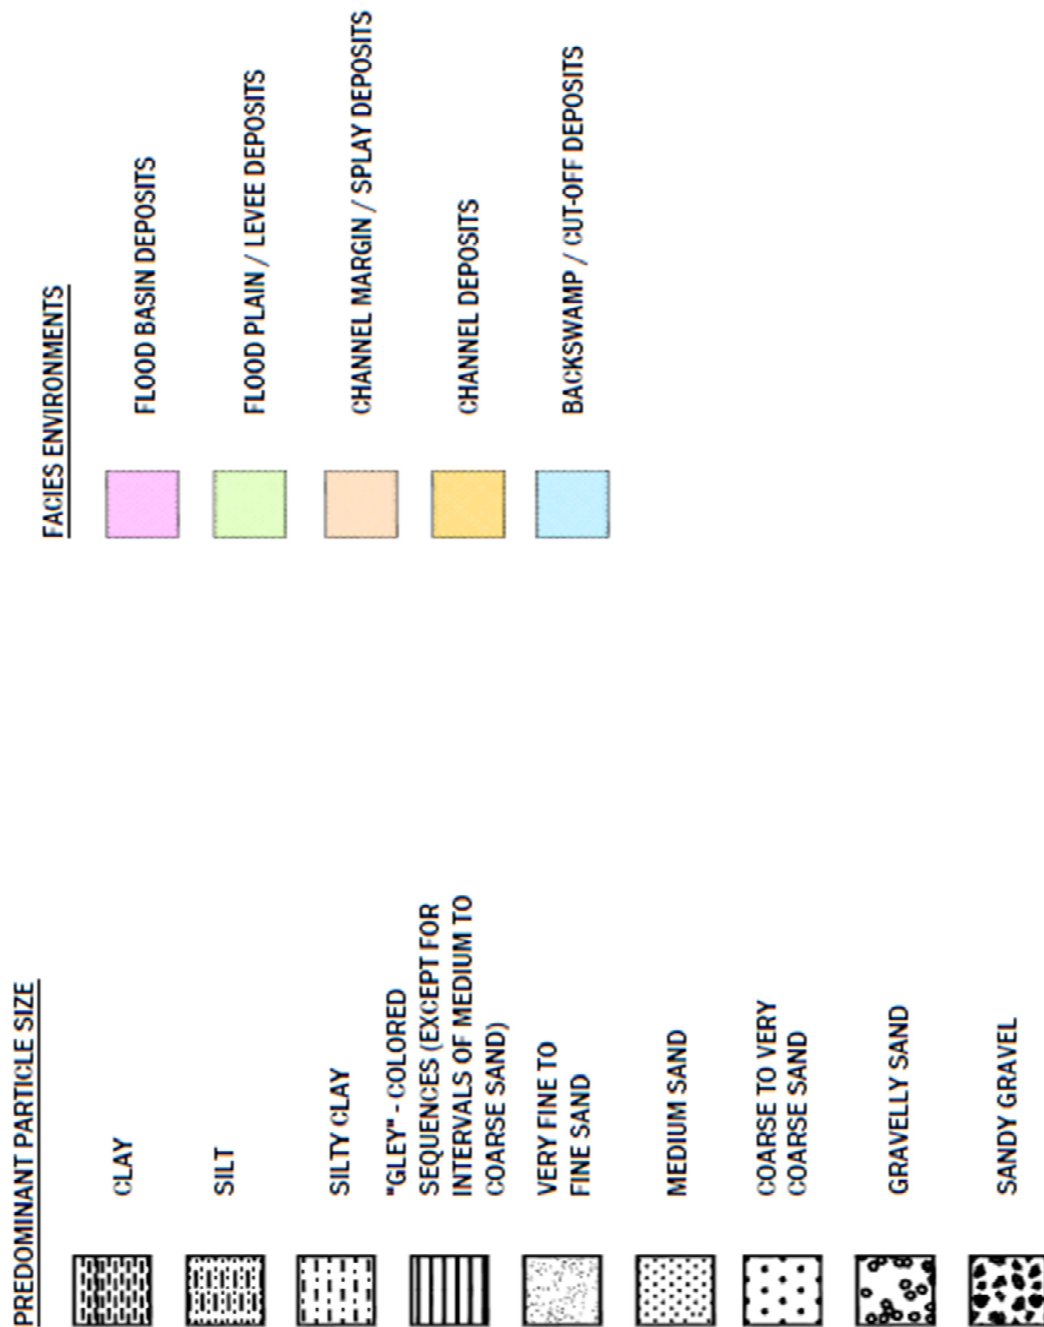 PREDOMINANT PARTICLE SIZE
CLAY
SILT
SILTY CLAY
"GLEY" - COLORED
SEQUENCES (EXCEPT FOR
INTERVALS OF MEDIUM TO
COARSE SAND)
VERY FINE TO
FINE SAND
MEDIUM SAND
COARSE TO VERY
COARSE SAND
GRAVELLY SAND
SANDY GRAVEL
FACIES ENVIRONMENTS
FLOOD BASIN DEPOSITS
FLOOD PLAIN / LEVEE DEPOSITS
CHANNEL MARGIN / SPLAY DEPOSITS
CHANNEL DEPOSITS
BACKSWAMP / CUT-OFF DEPOSITS